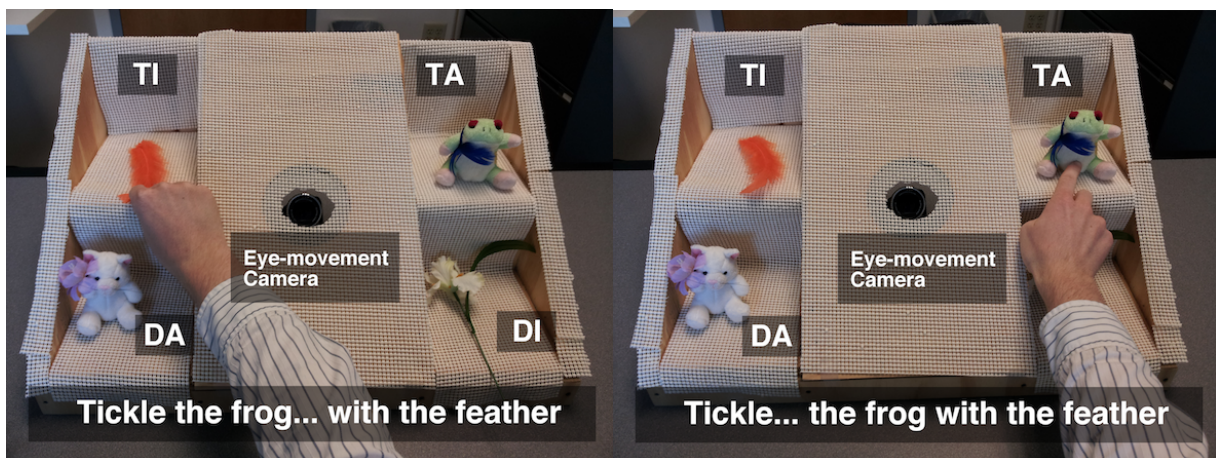 TI
TA
Eye-movement
Camera
DA
DI
Tickle the frog... with the feather
TI
TA
Eye-movement
Camera
DA
Tickle... the frog with the feather